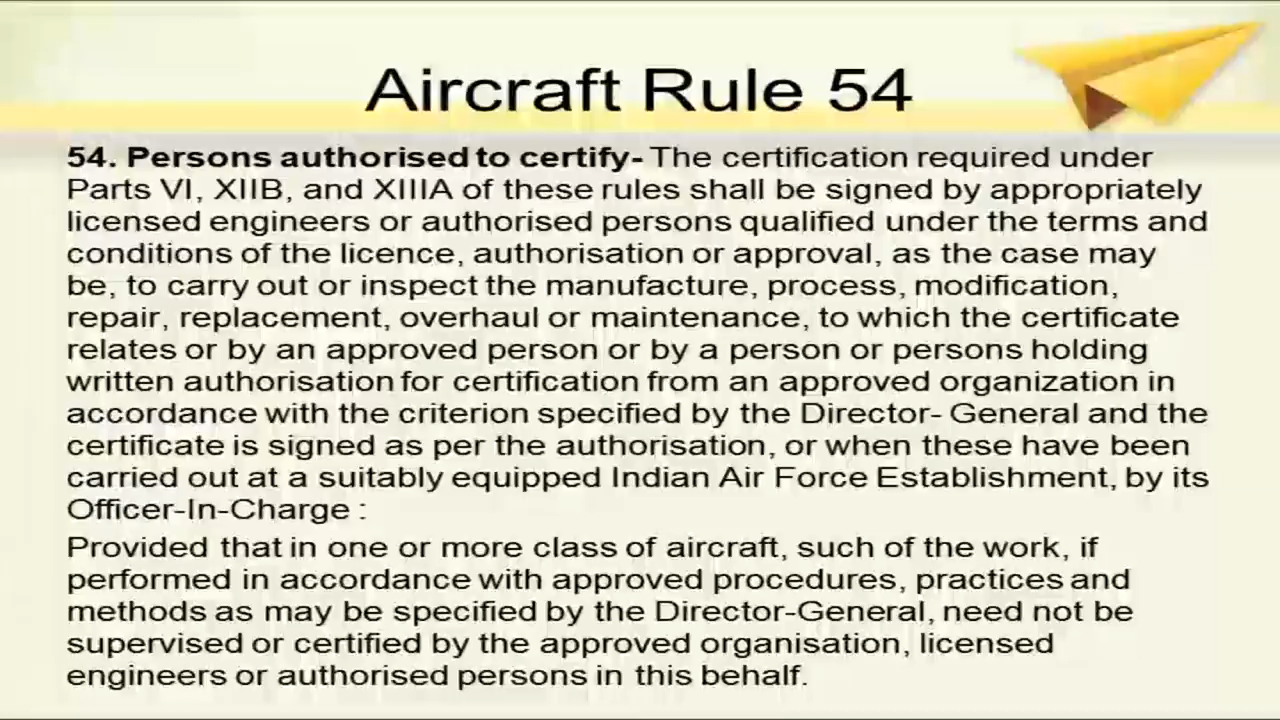 Aircraft Rule 54
54. Persons authorised to certify- The certification required under
Parts VI, XIIB, and XIIIA of these rules shall be signed by appropriately
licensed engineers or authorised persons qualified under the terms and
conditions of the licence, authorisation or approval, as the case may
be, to carry out or inspect the manufacture, process, modification,
repair, replacement, overhaul or maintenance, to which the certificate
relates or by an approved person or by a person or persons holding
written authorisation for certification from an approved organization in
accordance with the criterion specified by the Director- General and the
certificate is signed as per the authorisation, or when these have been
carried out at a suitably equipped Indian Air Force Establishment, by its
Officer-In-Charge :
Provided that in one or more class of aircraft, such of the work, if
performed in accordance with approved procedures, practices and
methods as may be specified by the Director-General, need not be
supervised or certified by the approved organisation, licensed
engineers or authorised persons in this behalf.